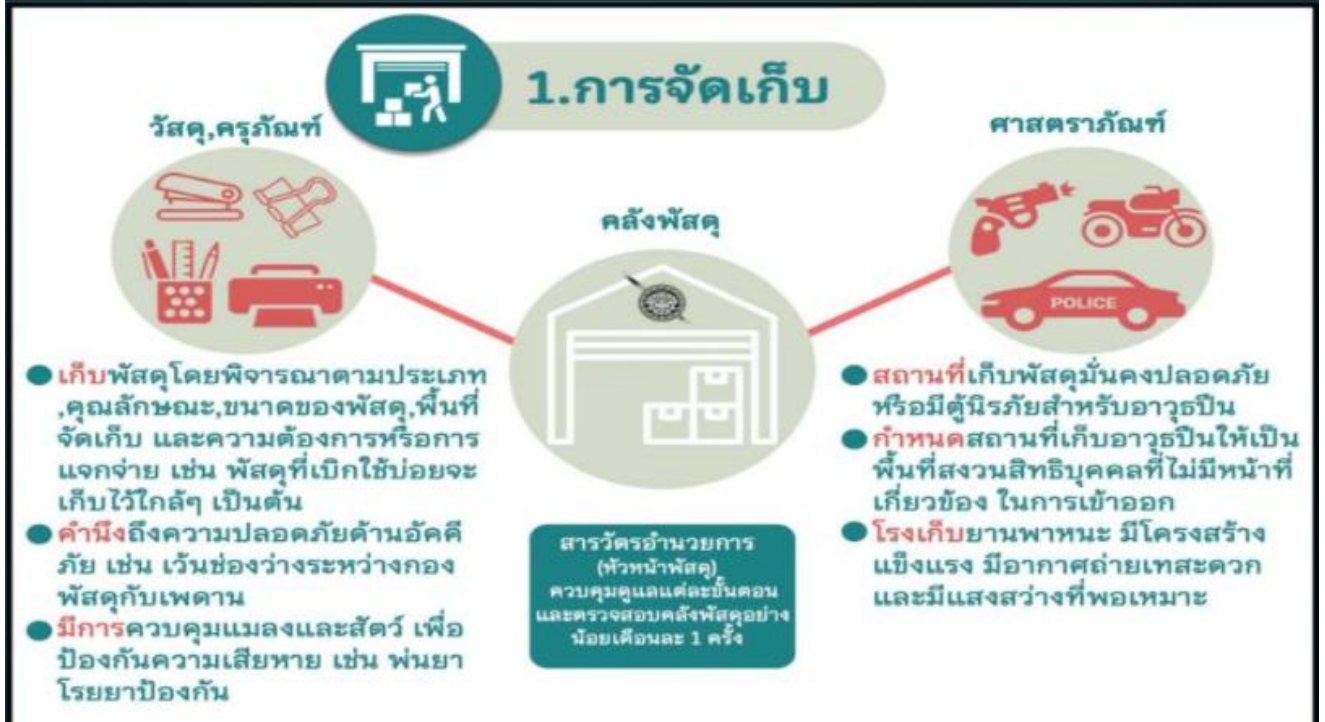 1.การจัดเก็บ
วัสดุ,ครุภัณฑ์
เก็บพัสดุโดยพิจารณาตามประเภท
,คุณลักษณะ,ขนาดของพัสดุ,พื้นที่
จัดเก็บ และความต้องการหรือการ
แจกจ่าย เช่น พัสดุที่เบิกใช้บ่อยจะ
เก็บไว้ใกล้ๆ เป็นต้น
คำนึงถึงความปลอดภัยด้านอัคคี
ภัย เช่น เว้นช่องว่างระหว่างกอง
พัสดุกับเพดาน
มีการควบคุมแมลงและสัตว์ เพื่อ
ป้องกันความเสียหาย เช่น พ่นยา
โรยยาป้องกัน
คลังพัสดุ
สารวัตรอำนวยการ
(หัวหน้าพัสดุ)
ควบคุมดูแลแต่ละขั้นตอน
และตรวจสอบคลังพัสดุอย่าง
น้อยเดือนละ 1 ครั้ง
ศาสตราภัณฑ์
POLICE
สถานที่เก็บพัสดุมั่นคงปลอดภัย
หรือมีตู้นิรภัยสำหรับอาวุธปืน
กำหนดสถานที่เก็บอาวุธปืนให้เป็น
พื้นที่สงวนสิทธิบุคคลที่ไม่มีหน้าที่
เกี่ยวข้อง ในการเข้าออก
โรงเก็บยานพาหนะ มีโครงสร้าง
แข็งแรง มีอากาศถ่ายเทสะดวก
และมีแสงสว่างที่พอเหมาะ